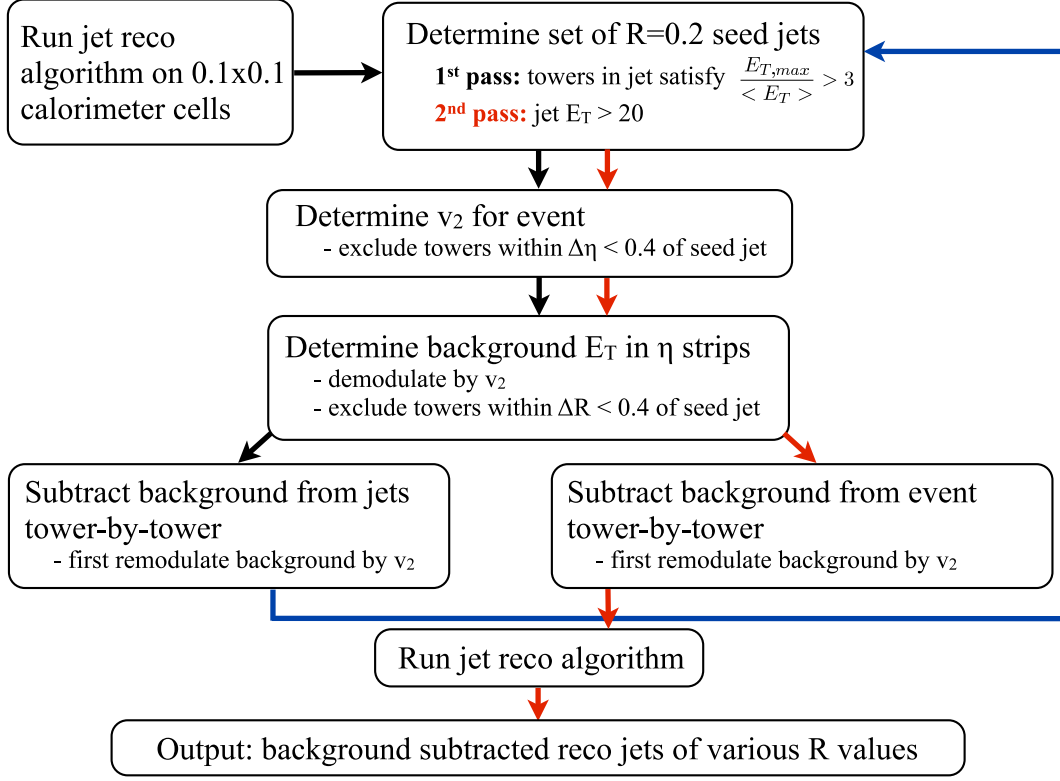 Run jet reco
algorithm on 0.1x0.1
calorimeter cells
Determine set of R=0.2 seed jets
1st pass: towers in jet satisfy E_{T,max} / < E_T > > 3
2nd pass: jet E_T > 20
Determine v₂ for event
- exclude towers within Δη < 0.4 of seed jet
Determine background E_T in η strips
- demodulate by v₂
- exclude towers within ΔR < 0.4 of seed jet
Subtract background from jets
tower-by-tower
- first remodulate background by v₂
Subtract background from event
tower-by-tower
- first remodulate background by v₂
Run jet reco algorithm
Output: background subtracted reco jets of various R values